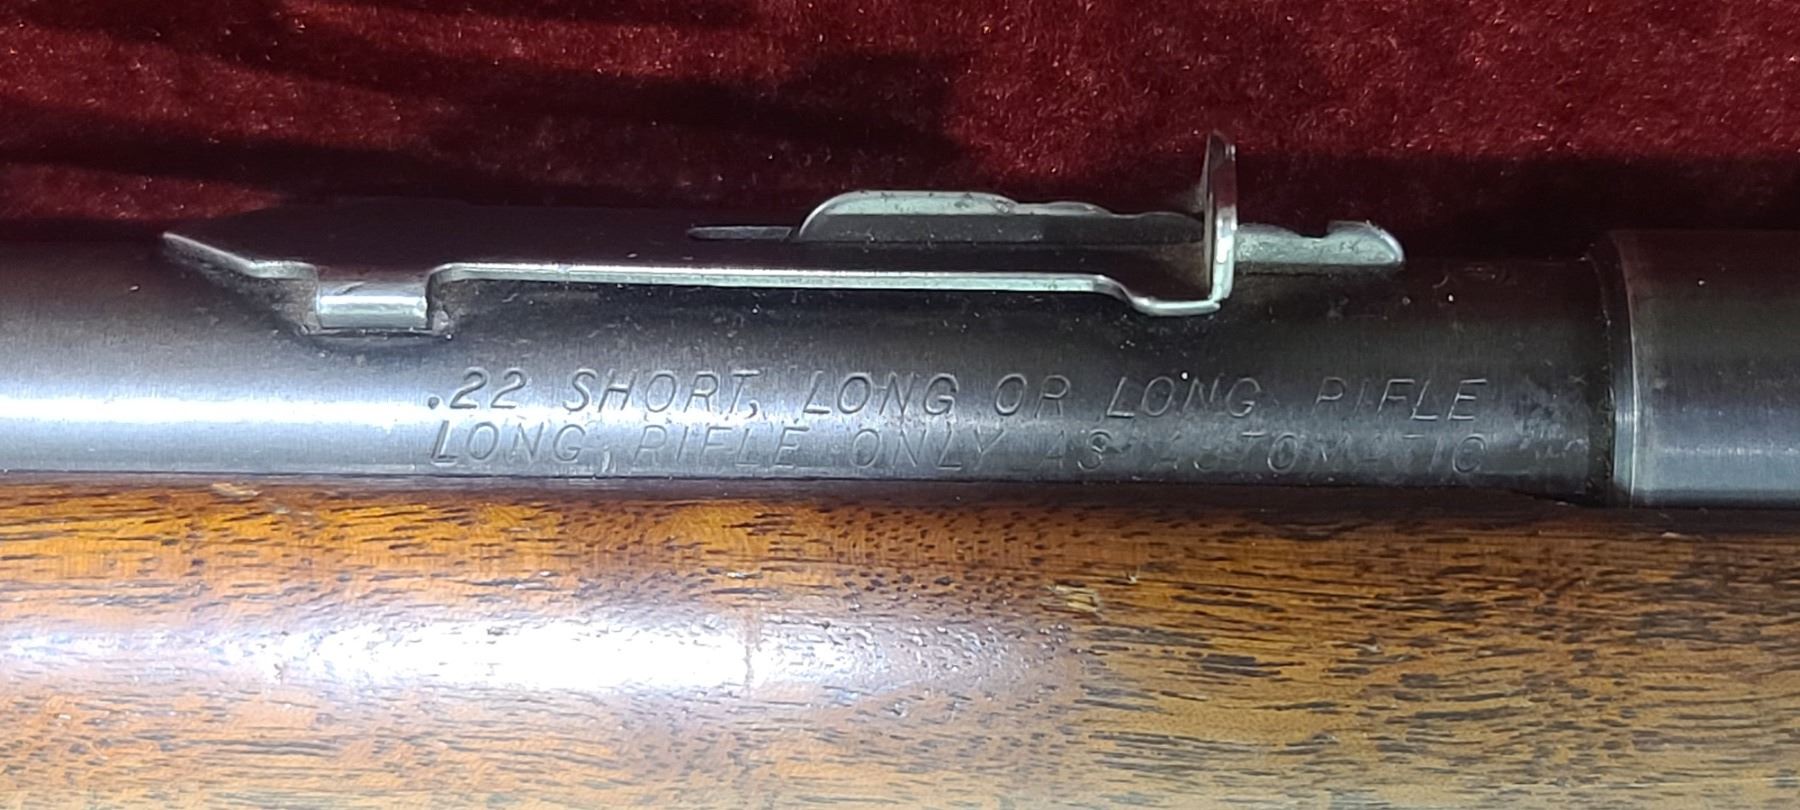 .22 SHORT, LONG OR LONG RIFLE
LONG RIFLE ONLY AS AUTOMATIC